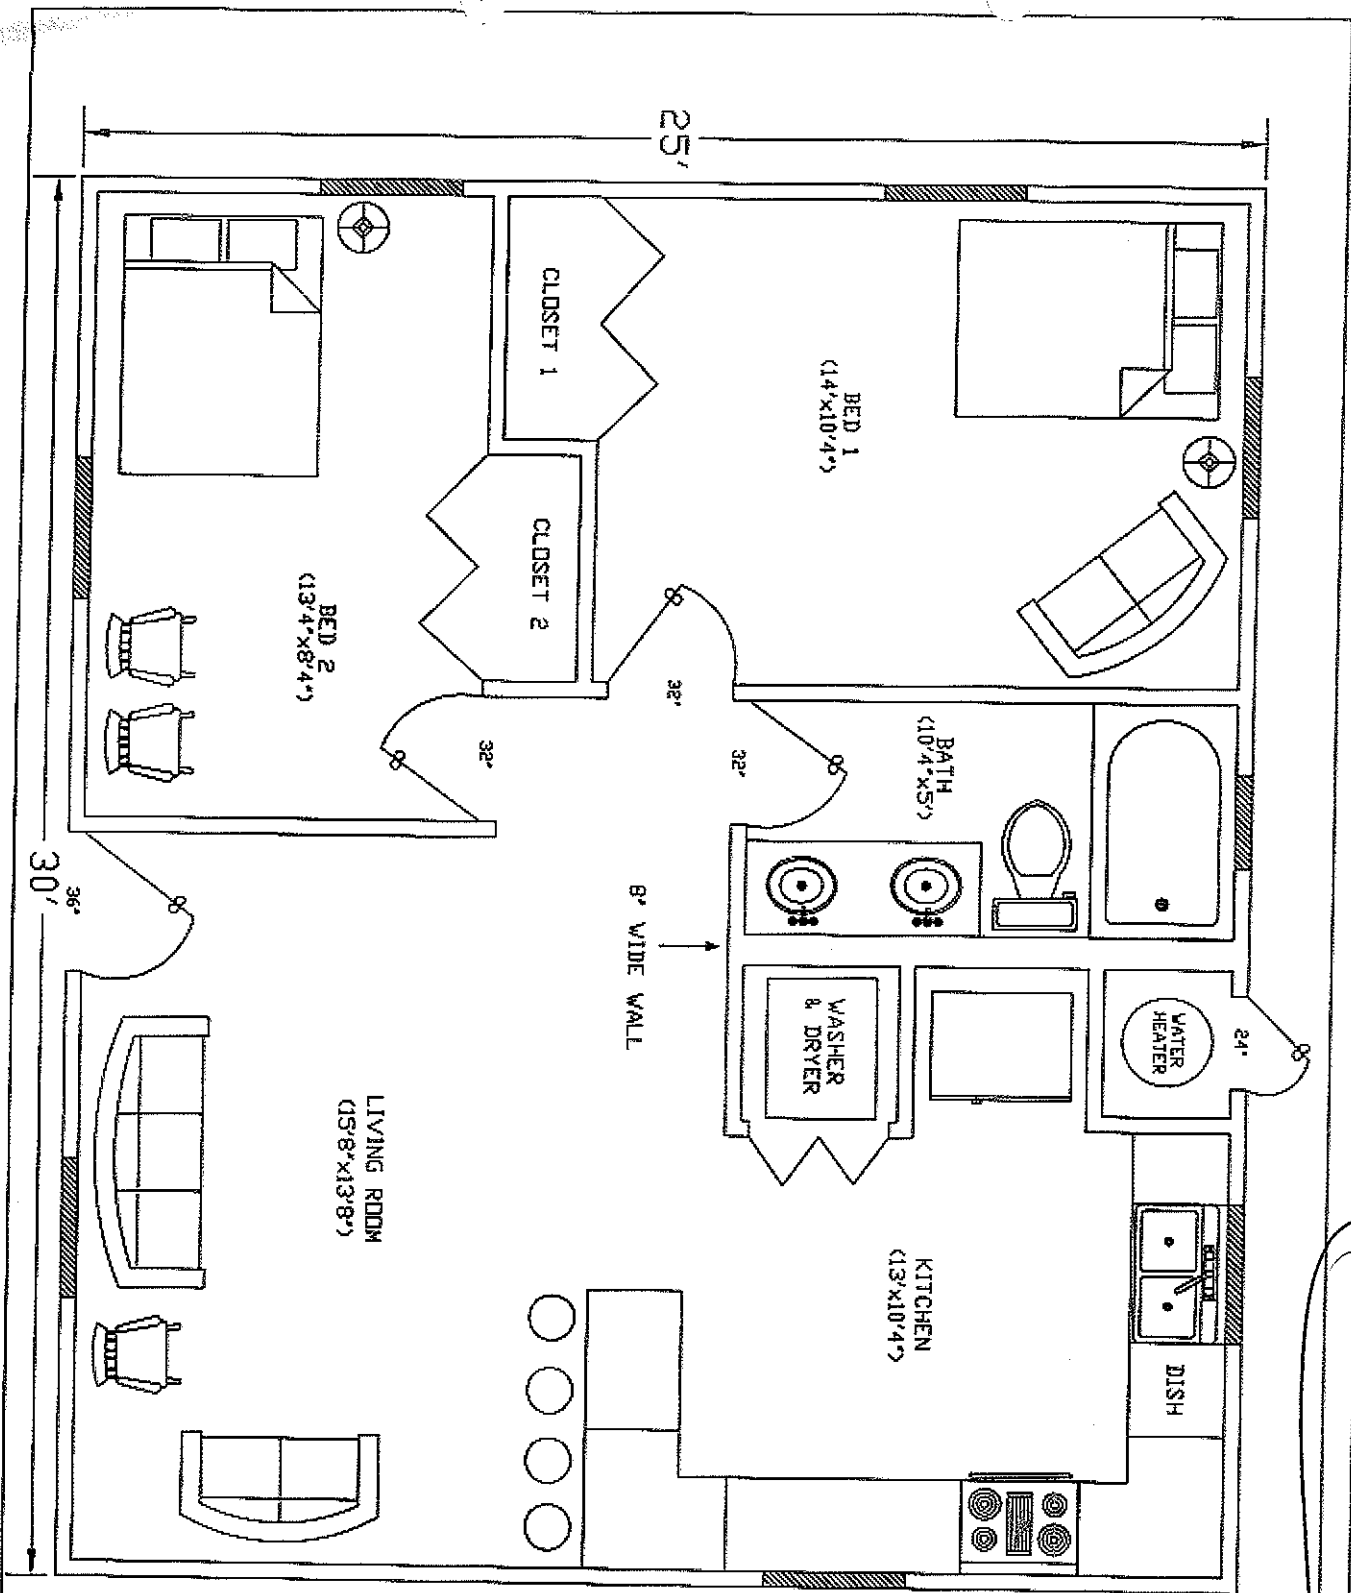 24"
WATER
HEATER
DISH
BATH
(10'4"x5')
KITCHEN
(13'x10'4")
BED 1
(14'x10'4")
WASHER
& DRYER
32"
32"
25'
8" WIDE WALL
CLOSET 1
CLOSET 2
32"
LIVING ROOM
(15'8"x13'8")
BED 2
(13'4"x8'4")
36"
30'